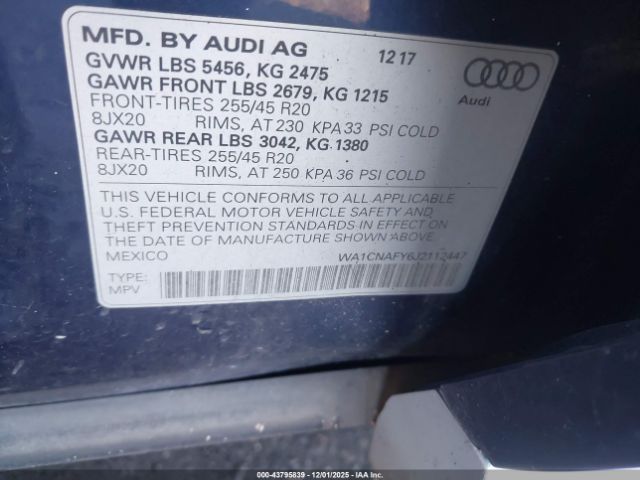 MFD. BY AUDI AG 12 17
GVWR LBS 5456, KG 2475
GAWR FRONT LBS 2679, KG 1215
FRONT-TIRES 255/45 R20
8JX20 RIMS, AT 230 KPA 33 PSI COLD
GAWR REAR LBS 3042, KG 1380
REAR-TIRES 255/45 R20
8JX20 RIMS, AT 250 KPA 36 PSI COLD
Audi
THIS VEHICLE CONFORMS TO ALL APPLICABLE
U.S. FEDERAL MOTOR VEHICLE SAFETY AND
THEFT PREVENTION STANDARDS IN EFFECT ON
THE DATE OF MANUFACTURE SHOWN ABOVE.
MEXICO WA1CNAFY6J2112447
TYPE:
MPV
IAA 000-43795839 | 12/01/2025 - Copart, Inc.